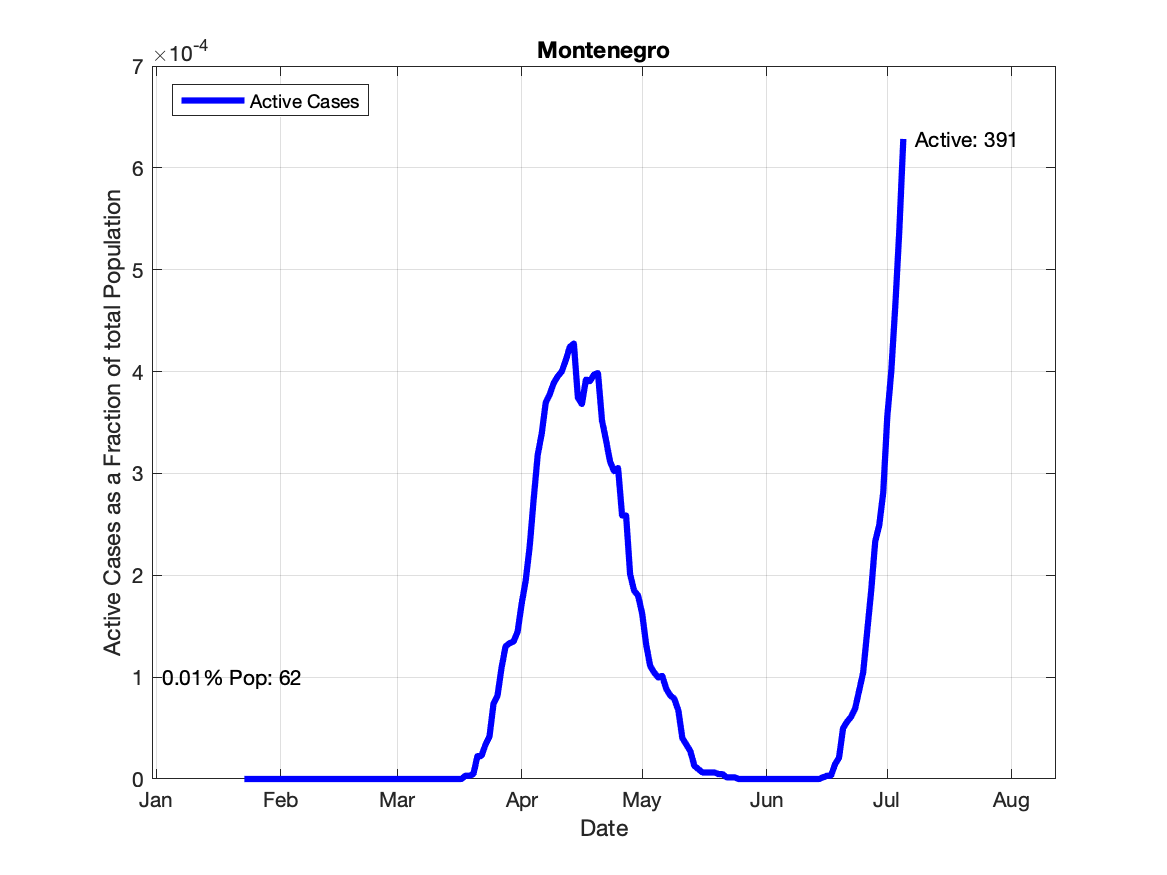 Montenegro
×10-4
Active Cases
Active: 391
7
6
5
4
3
2
1
0
0.01% Pop: 62
Active Cases as a Fraction of total Population
Jan Feb Mar Apr May Jun Jul Aug
Date